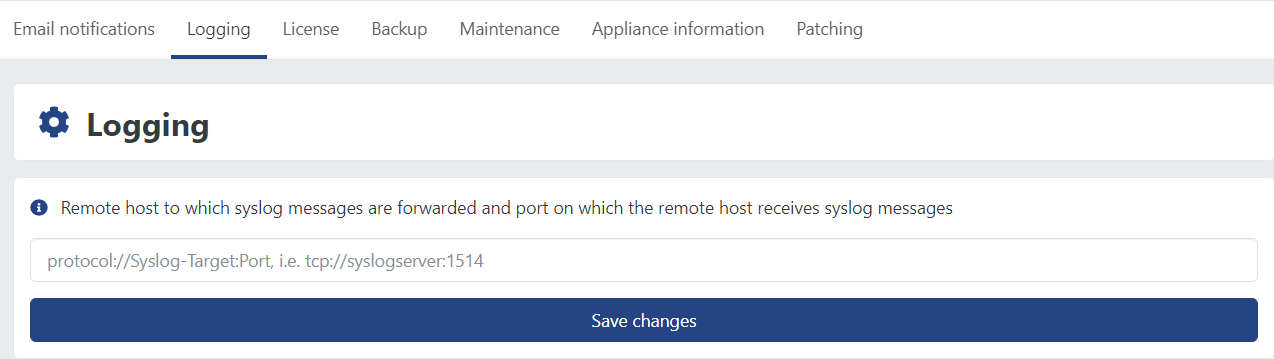 Email notifications Logging License Backup Maintenance Appliance information Patching
Logging
Remote host to which syslog messages are forwarded and port on which the remote host receives syslog messages
protocol://Syslog-Target:Port, i.e. tcp://syslogserver:1514
Save changes